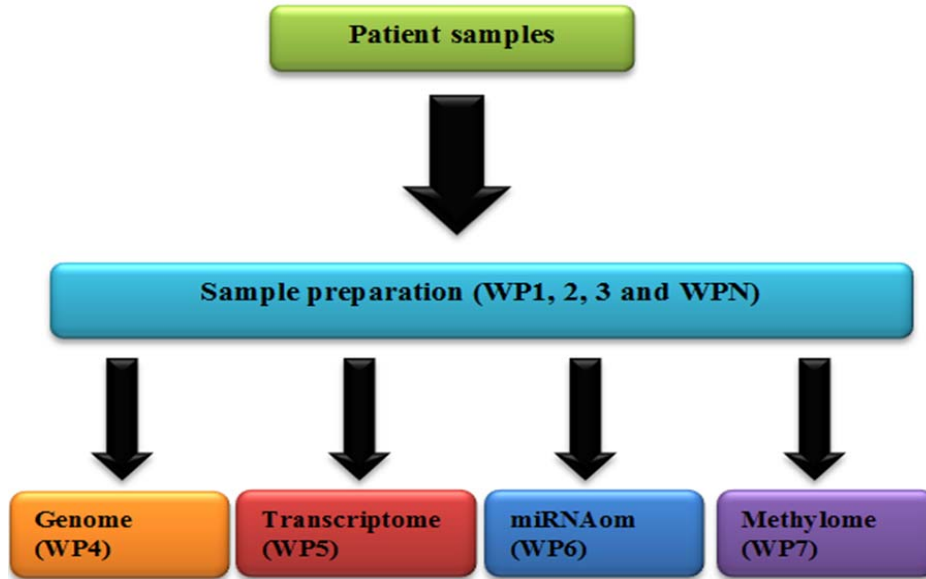 Patient samples
Sample preparation (WP1, 2, 3 and WPN)
Genome
(WP4)
Transcriptome
(WP5)
miRNAom
(WP6)
Methylome
(WP7)